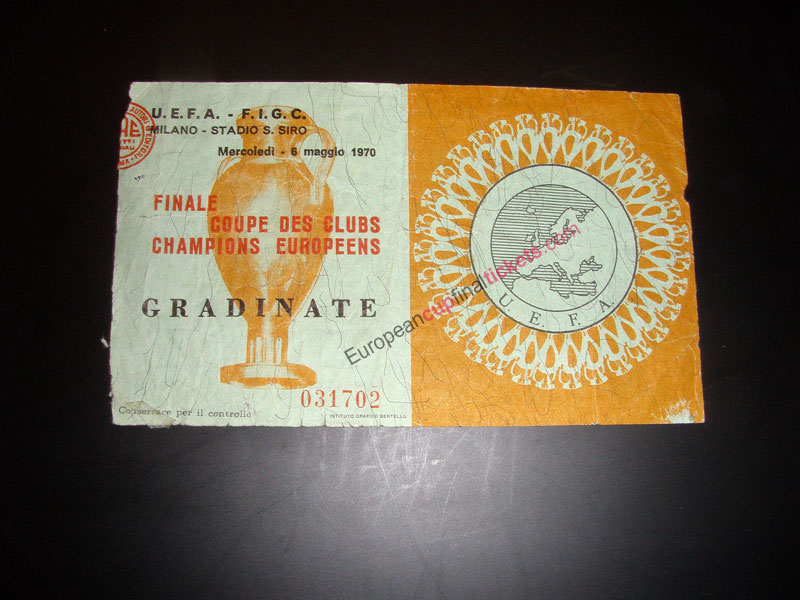 U.E.F.A. - F.I.G.C.
MILANO - STADIO S. SIRO
Mercoledì - 6 maggio 1970
FINALE
COUPE DES CLUBS
CHAMPIONS EUROPEENS
GRADINATE
031702
Conservare per il controllo
ISTITUTO GRAFICO BERTELLO
U. E. F. A.
Europeancupfinaltickets.com